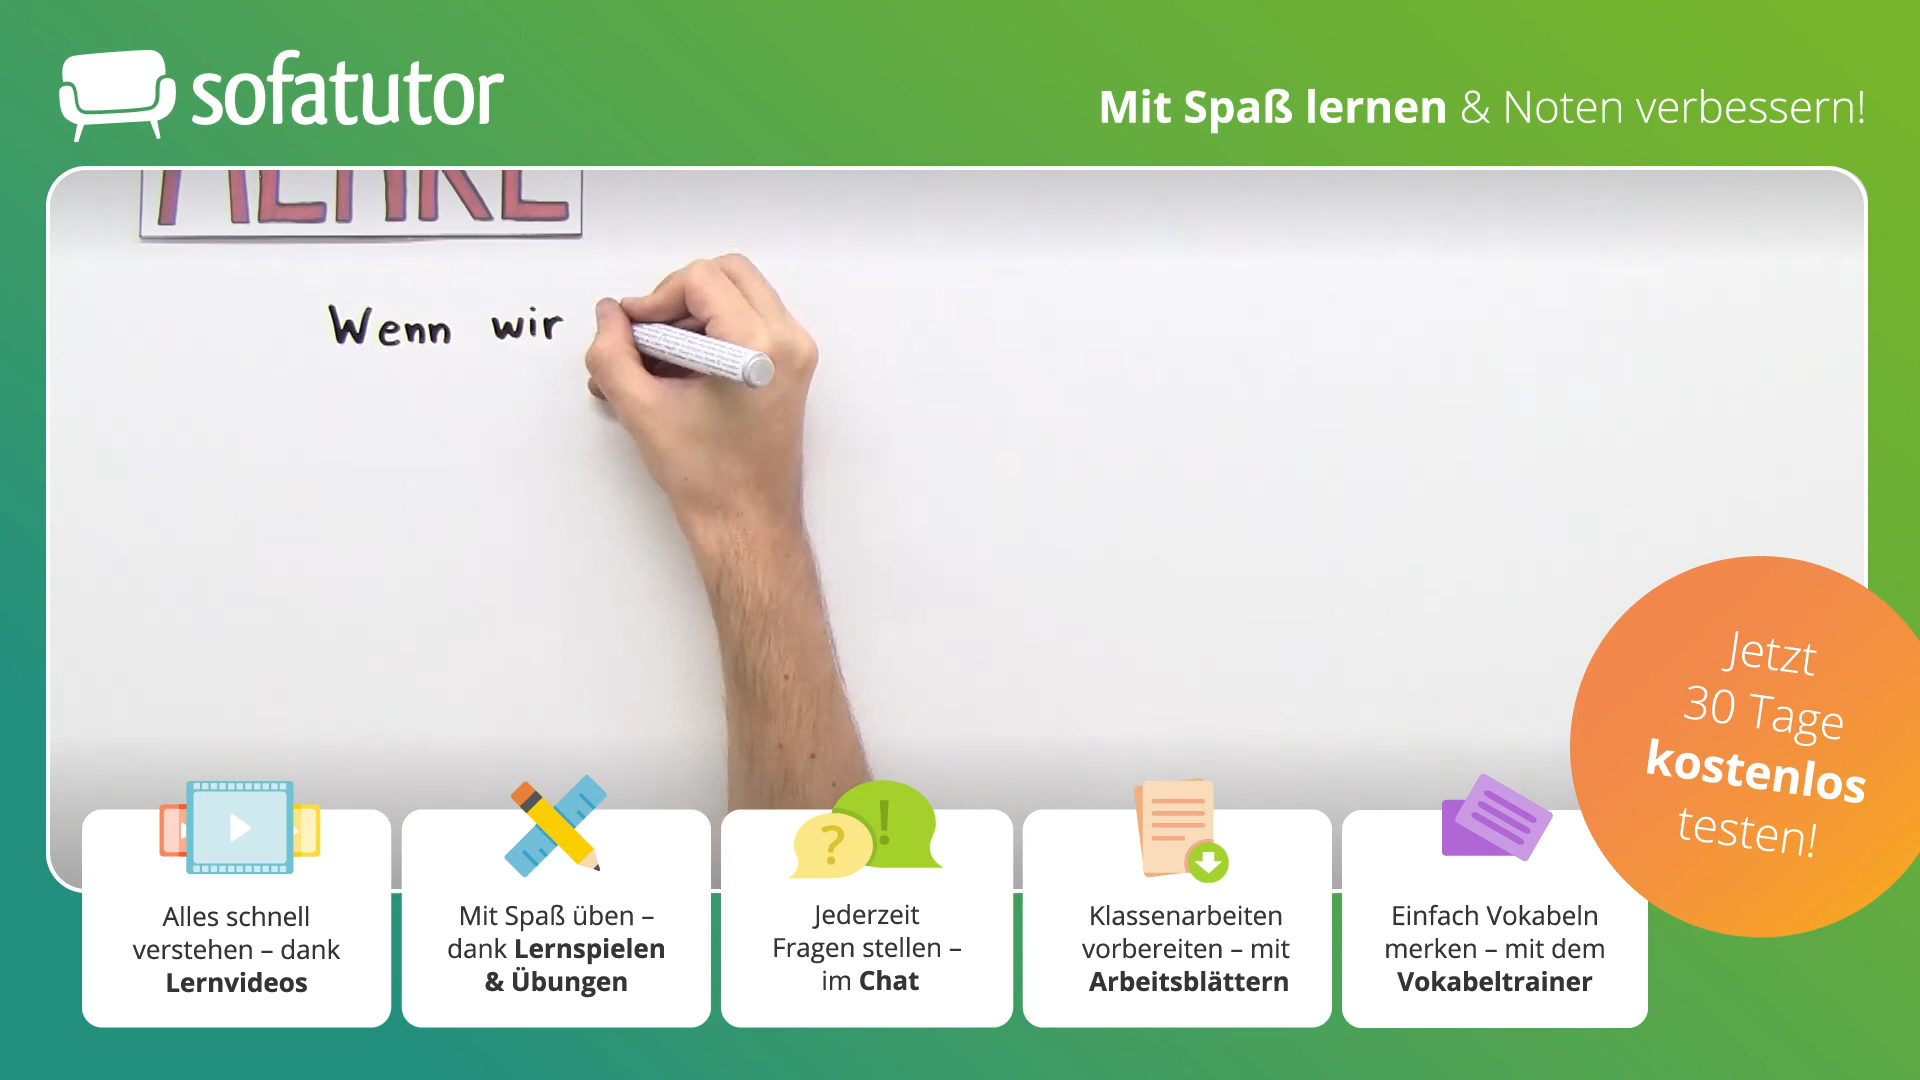 sofatutor
Mit Spaß lernen & Noten verbessern!
MERKE
Wenn wir
Jetzt
30 Tage
kostenlos
testen!
Alles schnell
verstehen – dank
Lernvideos
Mit Spaß üben –
dank Lernspielen
& Übungen
?
!
Jederzeit
Fragen stellen –
im Chat
Klassenarbeiten
vorbereiten – mit
Arbeitsblättern
Einfach Vokabeln
merken – mit dem
Vokabeltrainer